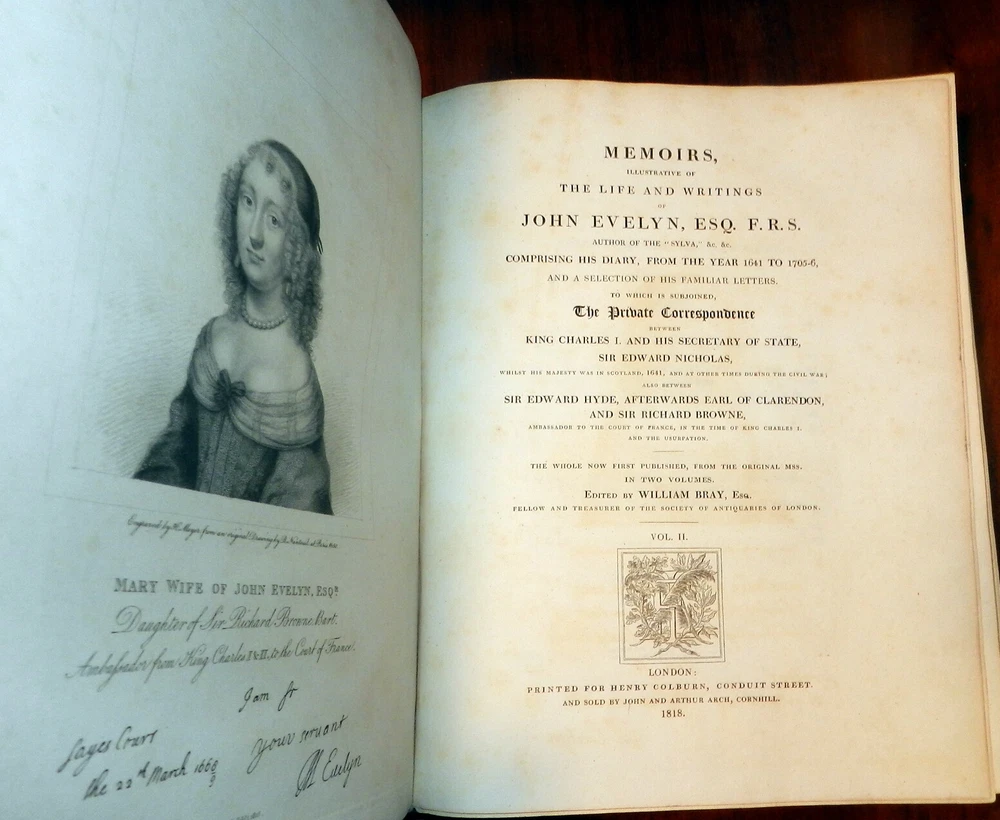 Engraved by H. Meyer from an original Drawing by R. Nanteuil at Paris 1650
MARY WIFE OF JOHN EVELYN, ESQR.
Daughter of Sir Richard Browne Bart.
Ambassador from King Charles I & II, to the Court of France.
I am Sr
Sayes Court
your servant
the 22th March 1668/9
M Evelyn
MEMOIRS,
ILLUSTRATIVE OF
THE LIFE AND WRITINGS
OF
JOHN EVELYN, ESQ. F.R.S.
AUTHOR OF THE "SYLVA," &c. &c.
COMPRISING HIS DIARY, FROM THE YEAR 1641 TO 1705-6,
AND A SELECTION OF HIS FAMILIAR LETTERS.
TO WHICH IS SUBJOINED,
The Private Correspondence
BETWEEN
KING CHARLES I. AND HIS SECRETARY OF STATE,
SIR EDWARD NICHOLAS,
WHILST HIS MAJESTY WAS IN SCOTLAND, 1641, AND AT OTHER TIMES DURING THE CIVIL WAR;
ALSO BETWEEN
SIR EDWARD HYDE, AFTERWARDS EARL OF CLARENDON,
AND SIR RICHARD BROWNE,
AMBASSADOR TO THE COURT OF FRANCE, IN THE TIME OF KING CHARLES I.
AND THE USURPATION.
THE WHOLE NOW FIRST PUBLISHED, FROM THE ORIGINAL MSS.
IN TWO VOLUMES.
EDITED BY WILLIAM BRAY, ESQ.
FELLOW AND TREASURER OF THE SOCIETY OF ANTIQUARIES OF LONDON.
VOL. II.
LONDON:
PRINTED FOR HENRY COLBURN, CONDUIT STREET.
AND SOLD BY JOHN AND ARTHUR ARCH, CORNHILL.
1818.